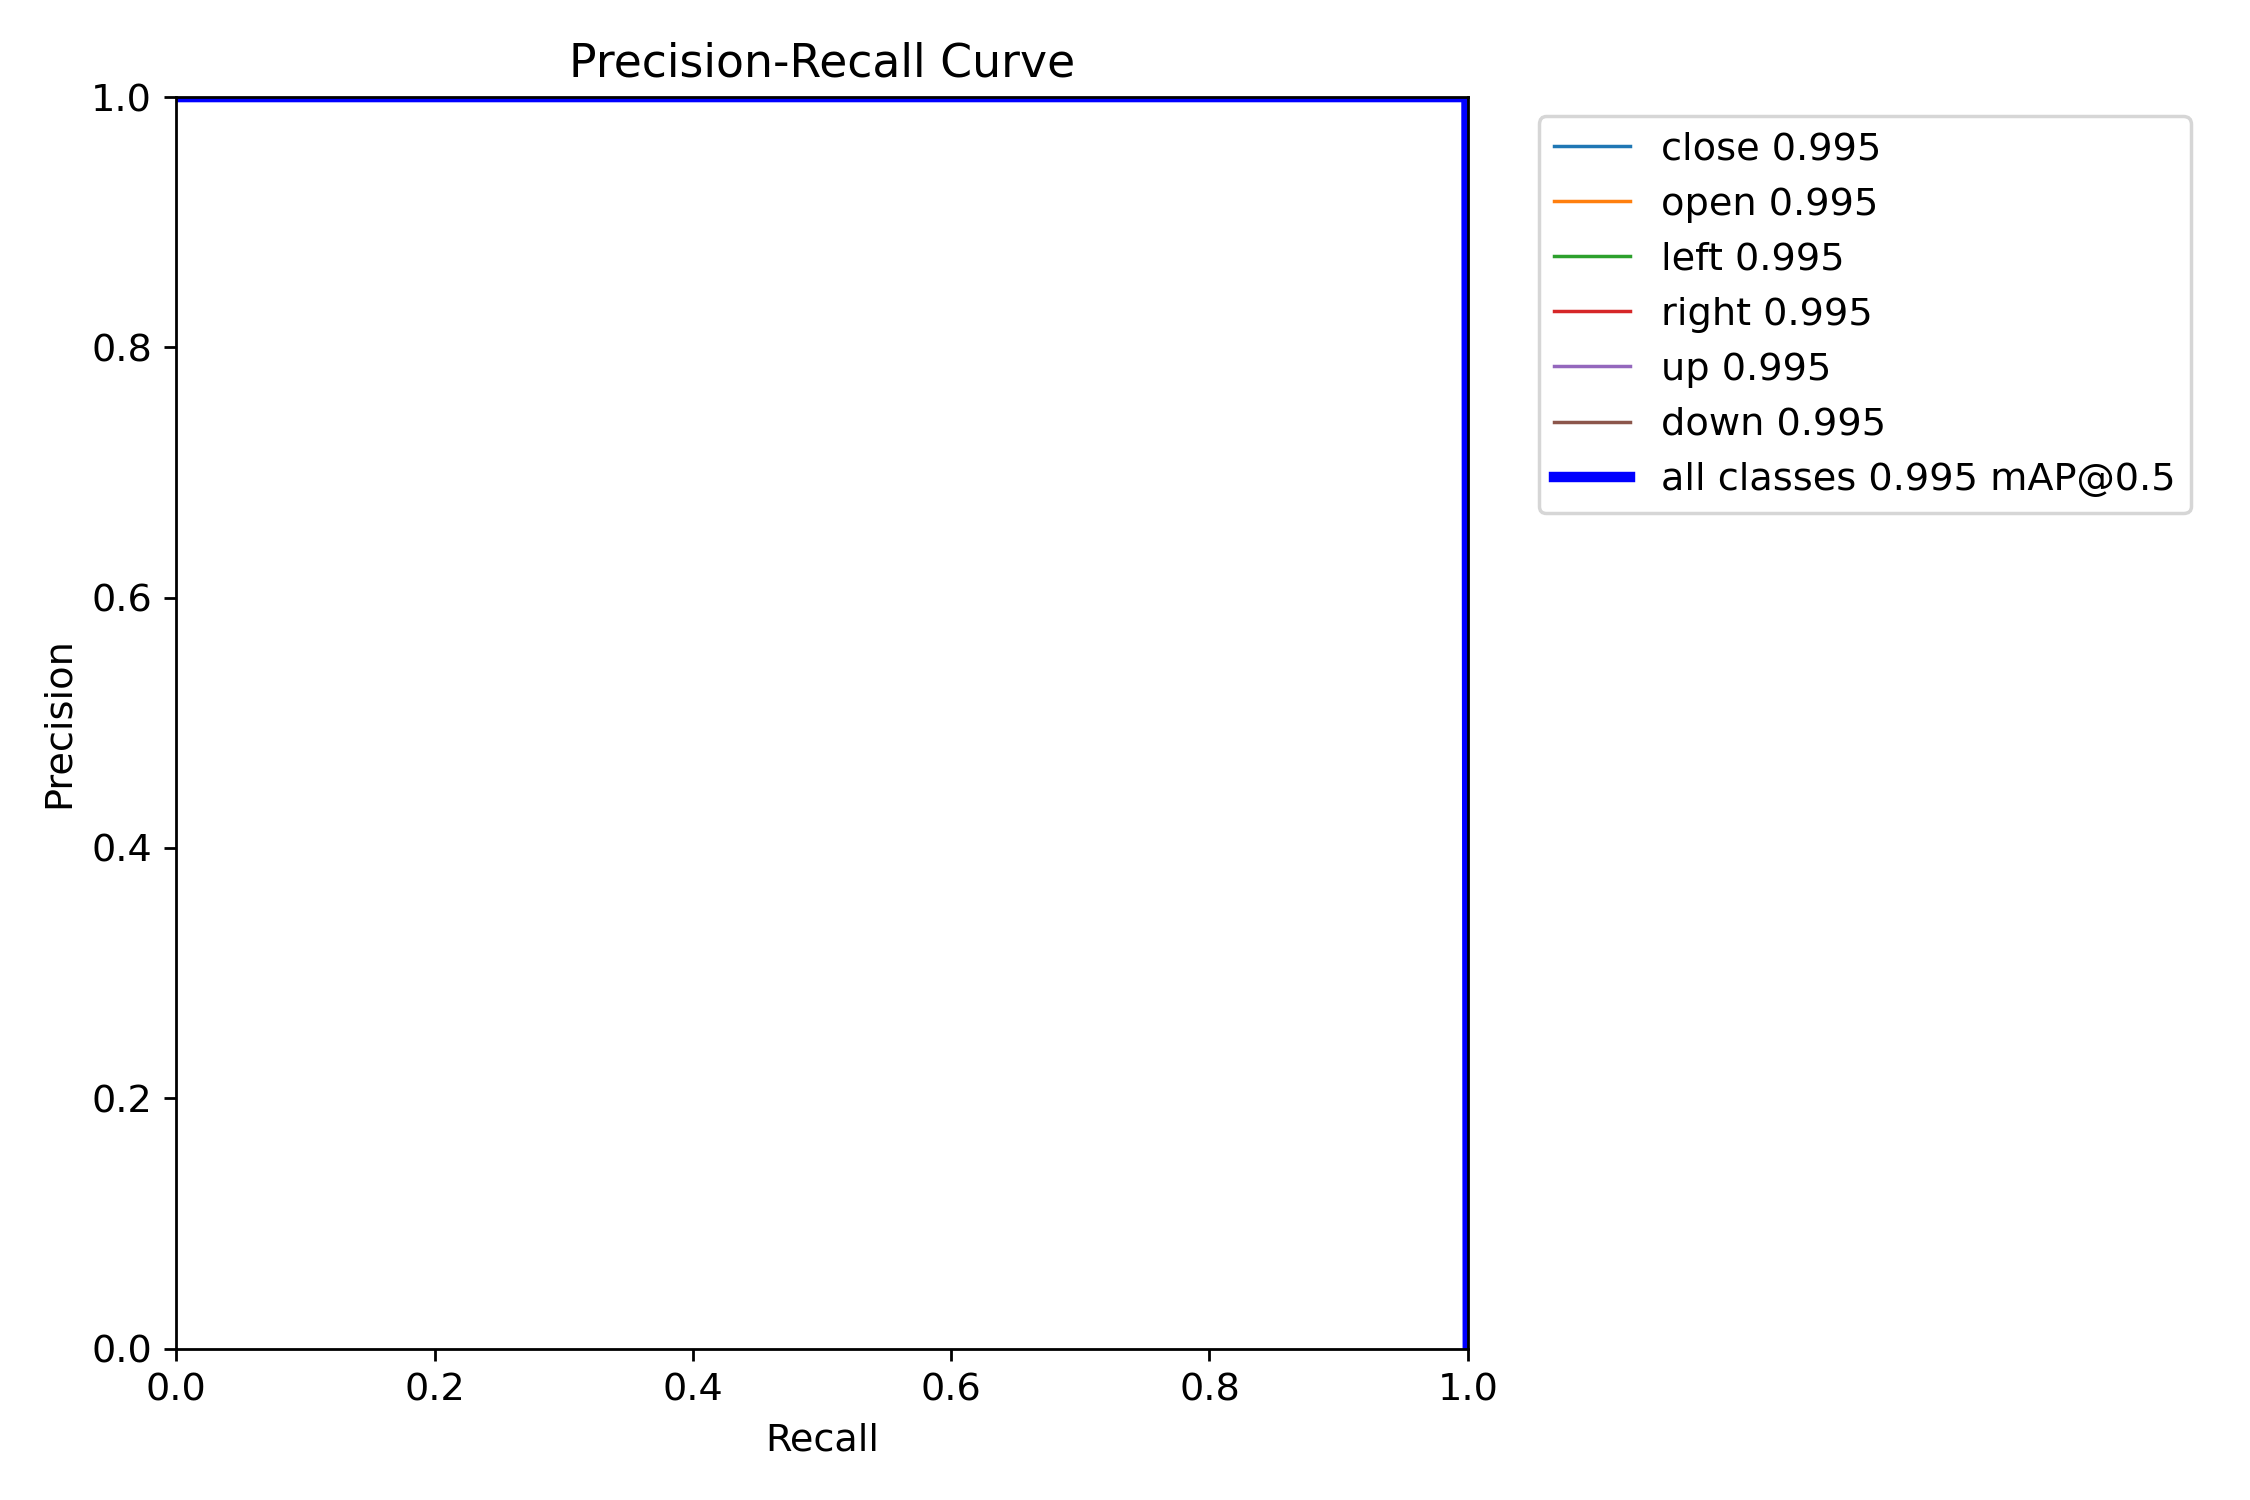 Precision-Recall Curve
1.0
0.8
0.6
0.4
0.2
0.0
Precision
0.0 0.2 0.4 0.6 0.8 1.0
Recall
close 0.995
open 0.995
left 0.995
right 0.995
up 0.995
down 0.995
all classes 0.995 mAP@0.5